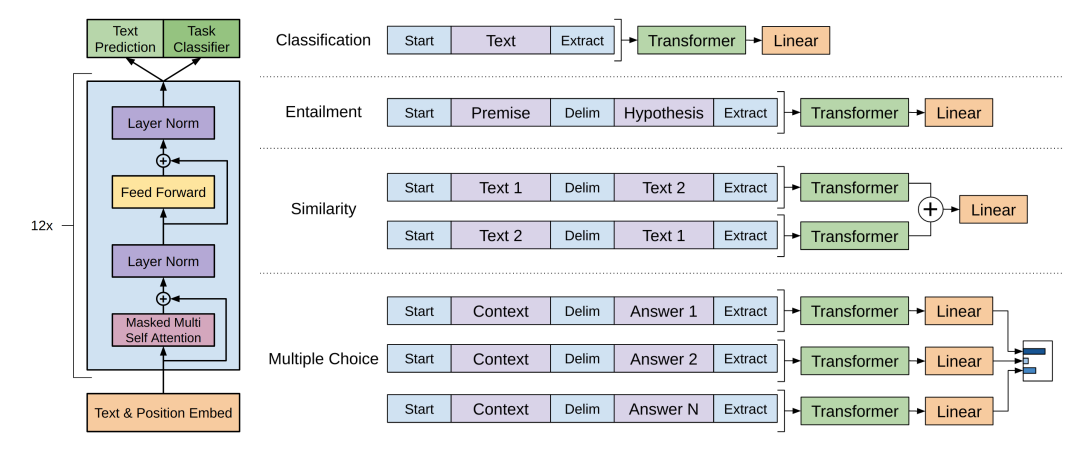 Text Prediction
Task Classifier
Layer Norm
+
Feed Forward
12x
Layer Norm
+
Masked Multi
Self Attention
Text & Position Embed
Classification
Start Text Extract Transformer Linear
Entailment
Start Premise Delim Hypothesis Extract Transformer Linear
Similarity
Start Text 1 Delim Text 2 Extract Transformer
+ Linear
Start Text 2 Delim Text 1 Extract Transformer
Multiple Choice
Start Context Delim Answer 1 Extract Transformer Linear
Start Context Delim Answer 2 Extract Transformer Linear
Start Context Delim Answer N Extract Transformer Linear